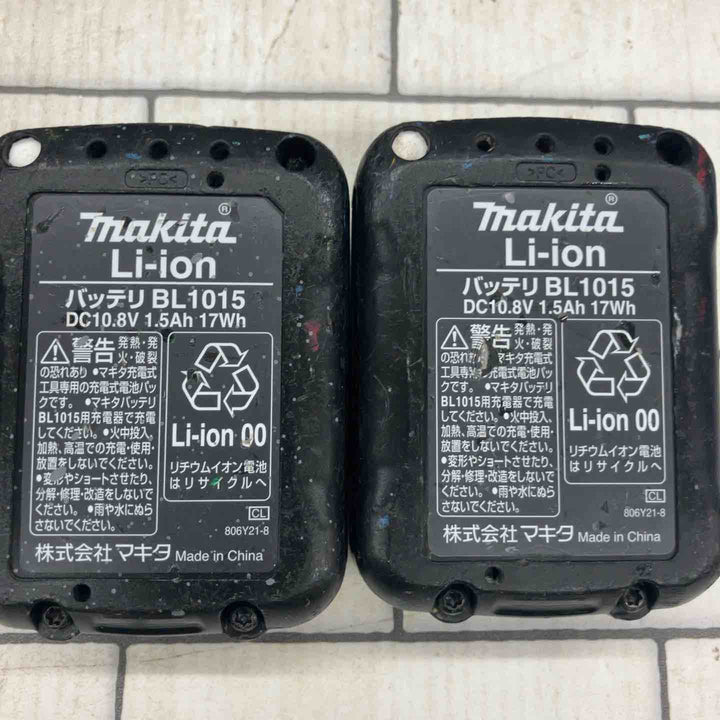 >PC<
makita®
Li-ion
バッテリ BL1015
DC10.8V 1.5Ah 17Wh
警告 発熱・発
火・破裂
の恐れあり ●マキタ充電式
工具専用の充電式電池パッ
クです。●マキタバッテリ
BL1015用充電器で充電
してください。●火中投入、
加熱、高温での充電・使用・
放置をしないでください。
●変形やショートさせたり、
分解・修理・改造をしないで
ください。●雨や水にぬら
さないでください。
Li-ion 00
リチウムイオン電池
はリサイクルへ
CL
806Y21-8
株式会社マキタ Made in China
>PC<
makita®
Li-ion
バッテリ BL1015
DC10.8V 1.5Ah 17Wh
警告 発熱・発
火・破裂
の恐れ マキタ充電式
工具専用の充電式電池パッ
クです。●マキタバッテリ
BL1015用充電器で充電
してください。●火中投入、
加熱、高温での充電・使用・
放置をしないでください。
●変形やショートさせたり、
分解・修理・改造をしないで
ください。●雨や水にぬら
さないでください。
Li-ion 00
リチウムイオン電池
はリサイクルへ
CL
806Y21-8
株式会社マキタ Made in China